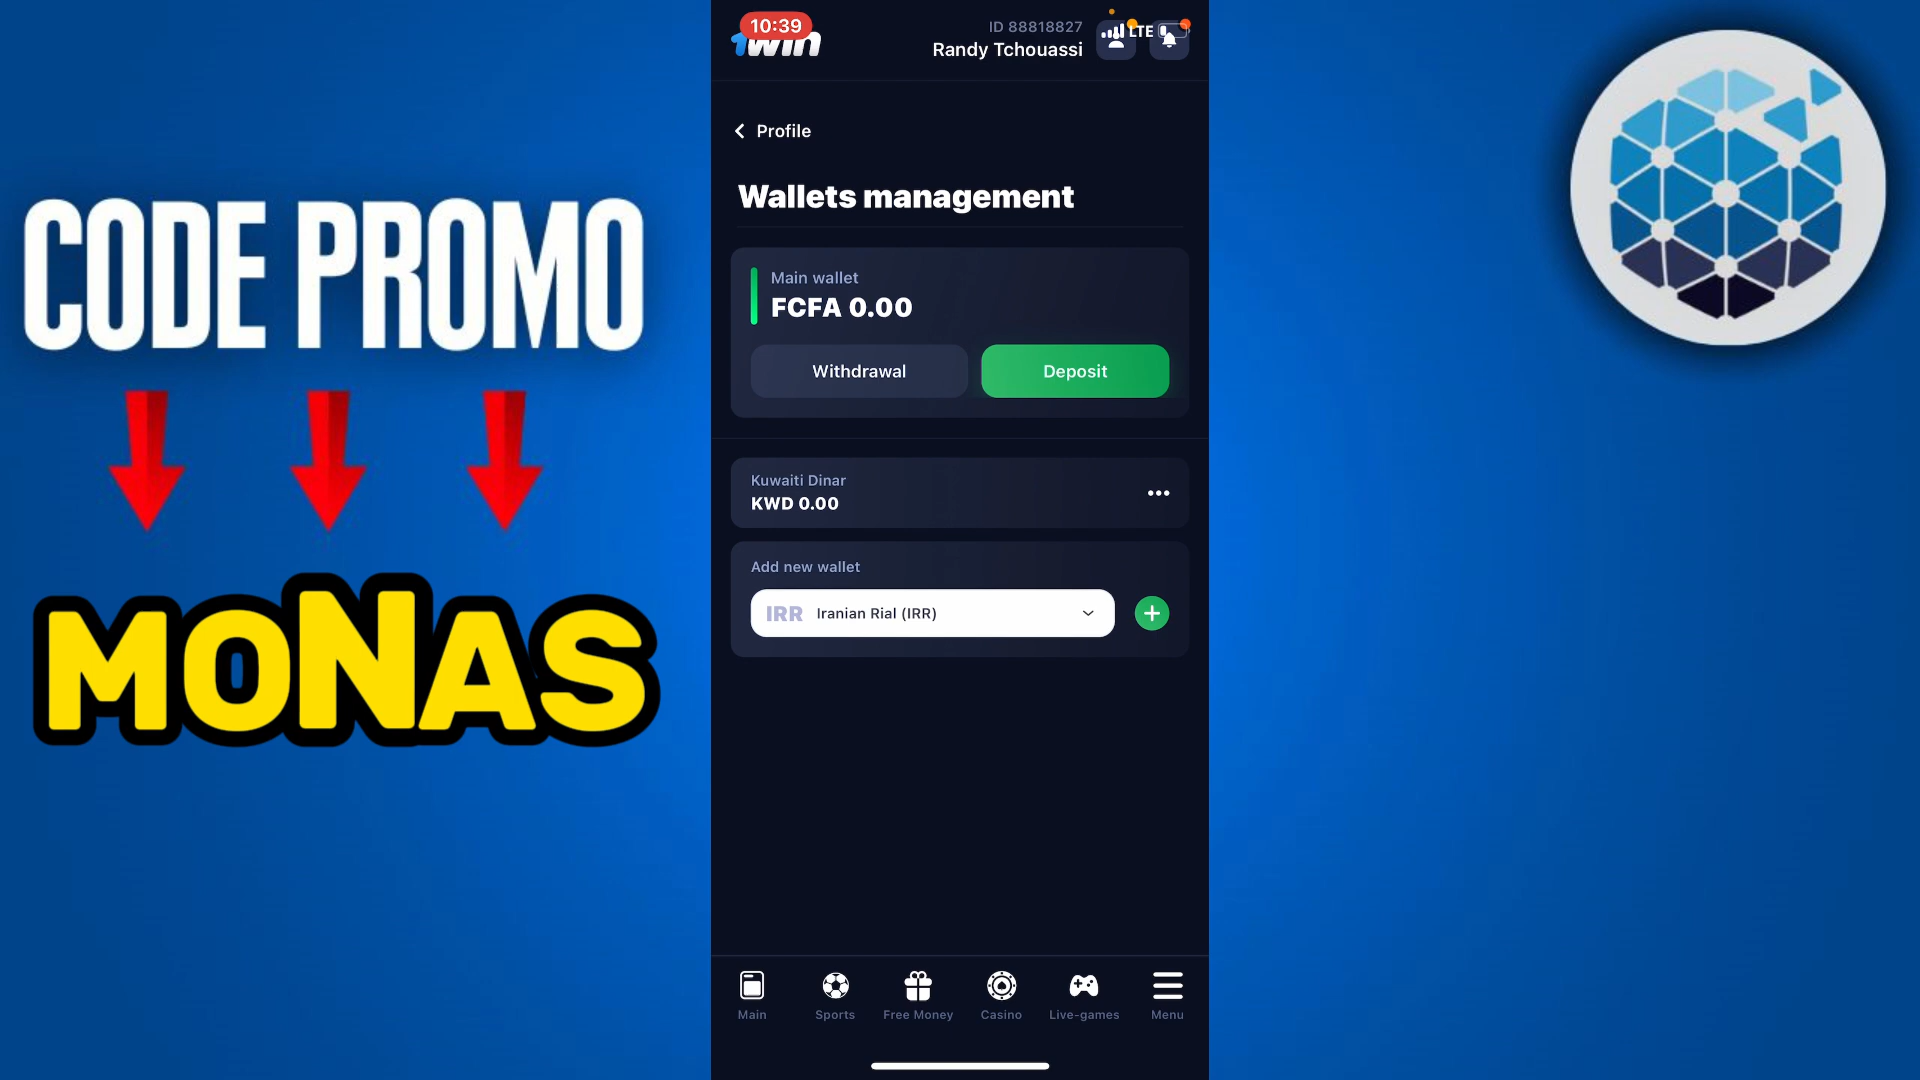 CODE PROMO
MONAS
10:39
1win
ID 88818827
Randy Tchouassi
LTE
Profile
Wallets management
Main wallet
FCFA 0.00
Withdrawal
Deposit
Kuwaiti Dinar
KWD 0.00
Add new wallet
IRR Iranian Rial (IRR)
Main
Sports
Free Money
Casino
Live-games
Menu